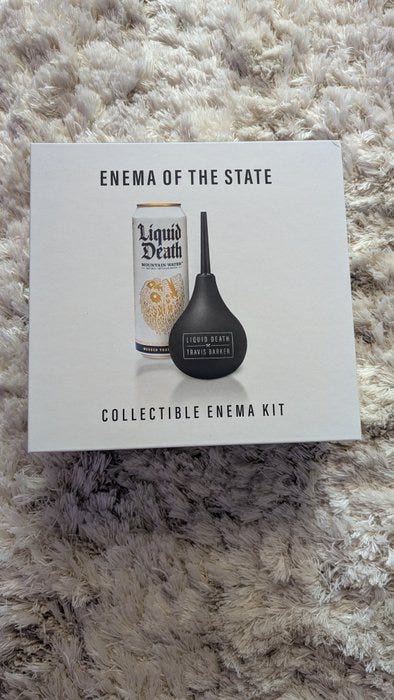 ENEMA OF THE STATE
Liquid
Death
MOUNTAIN WATER
LIQUID DEATH
TRAVIS BARKER
COLLECTIBLE ENEMA KIT